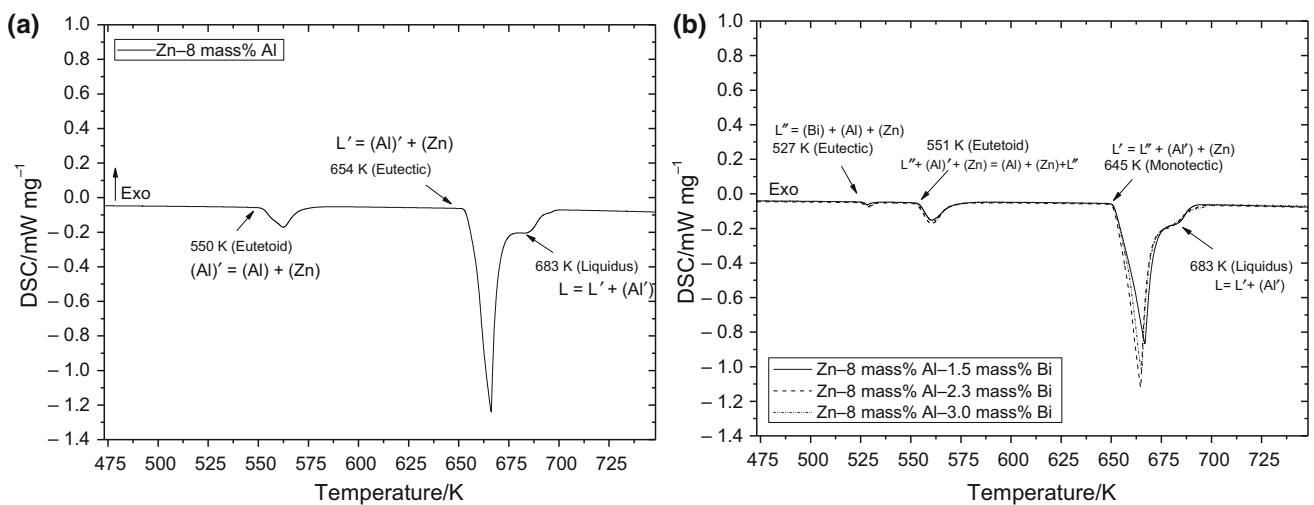 (a)
1.0
0.8
0.6
0.4
0.2
0.0
– 0.2
– 0.4
– 0.6
– 0.8
– 1.0
– 1.2
– 1.4
DSC/mW mg–1
Zn–8 mass% Al
L′ = (Al)′ + (Zn)
654 K (Eutectic)
Exo
550 K (Eutetoid)
(Al)′ = (Al) + (Zn)
683 K (Liquidus)
L = L′ + (Al′)
475 500 525 550 575 600 625 650 675 700 725
Temperature/K
(b)
1.0
0.8
0.6
0.4
0.2
0.0
– 0.2
– 0.4
– 0.6
– 0.8
– 1.0
– 1.2
– 1.4
DSC/mW mg–1
L″ = (Bi) + (Al) + (Zn)
527 K (Eutectic)
551 K (Eutetoid)
L″+ (Al)′ + (Zn) = (Al) + (Zn)+L″
L′ = L″ + (Al′) + (Zn)
645 K (Monotectic)
Exo
683 K (Liquidus)
L= L′+ (Al′)
Zn–8 mass% Al–1.5 mass% Bi
Zn–8 mass% Al–2.3 mass% Bi
Zn–8 mass% Al–3.0 mass% Bi
475 500 525 550 575 600 625 650 675 700 725
Temperature/K